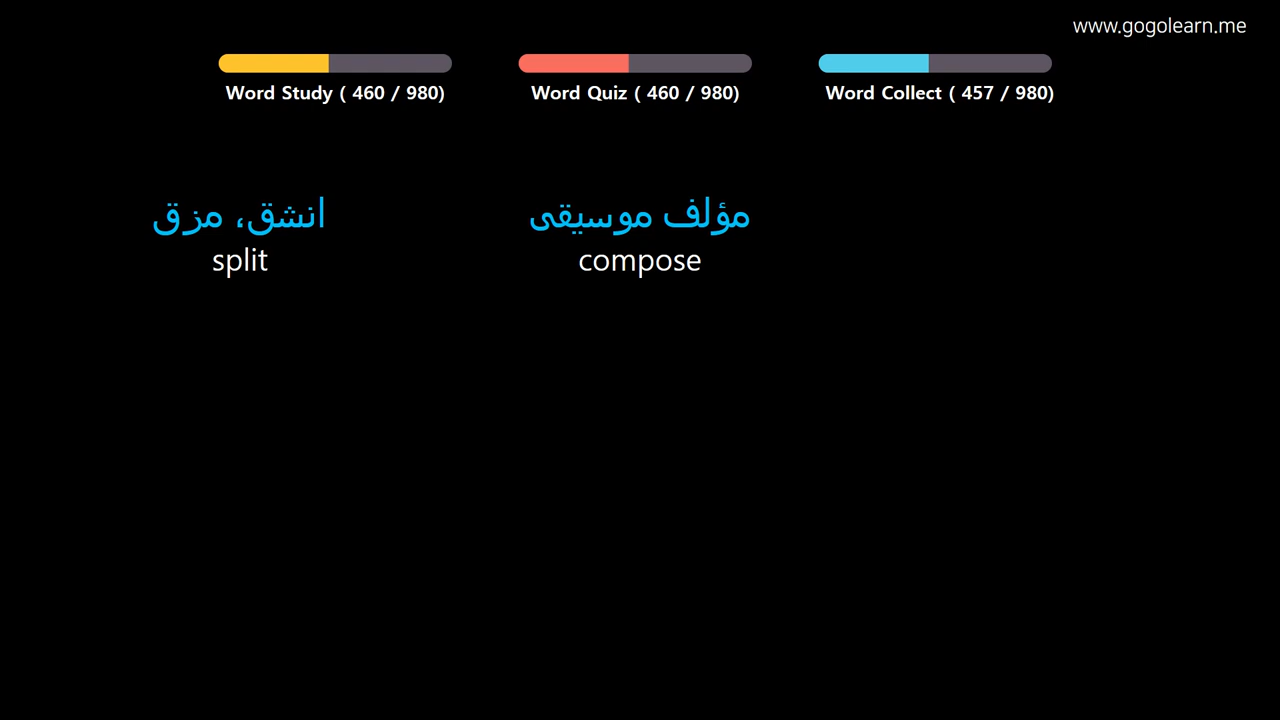 www.gogolearn.me
Word Study ( 460 / 980)
Word Quiz ( 460 / 980)
Word Collect ( 457 / 980)
انشق، مزق
split
مؤلف موسيقى
compose